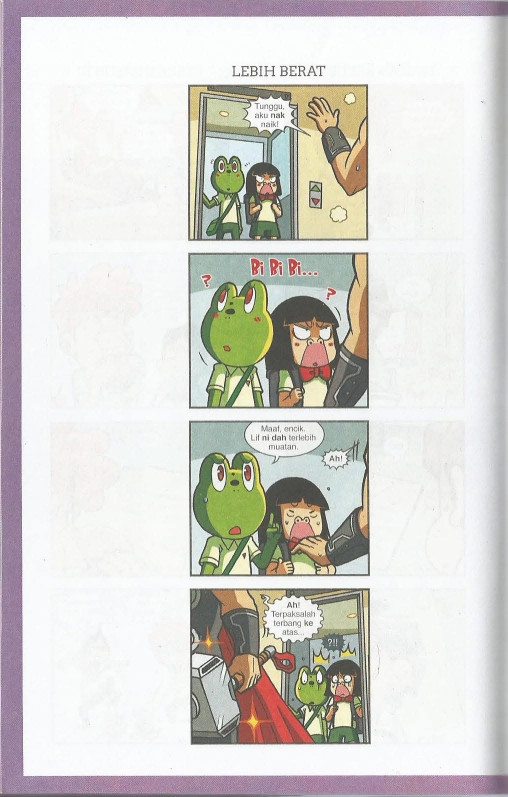 LEBIH BERAT
Tunggu,
aku nak
naik!
Bi Bi Bi...
?
?
Maaf, encik.
Lif ni dah terlebih
muatan.
Ah!
Ah!
Terpaksalah
terbang ke
atas...
?!!